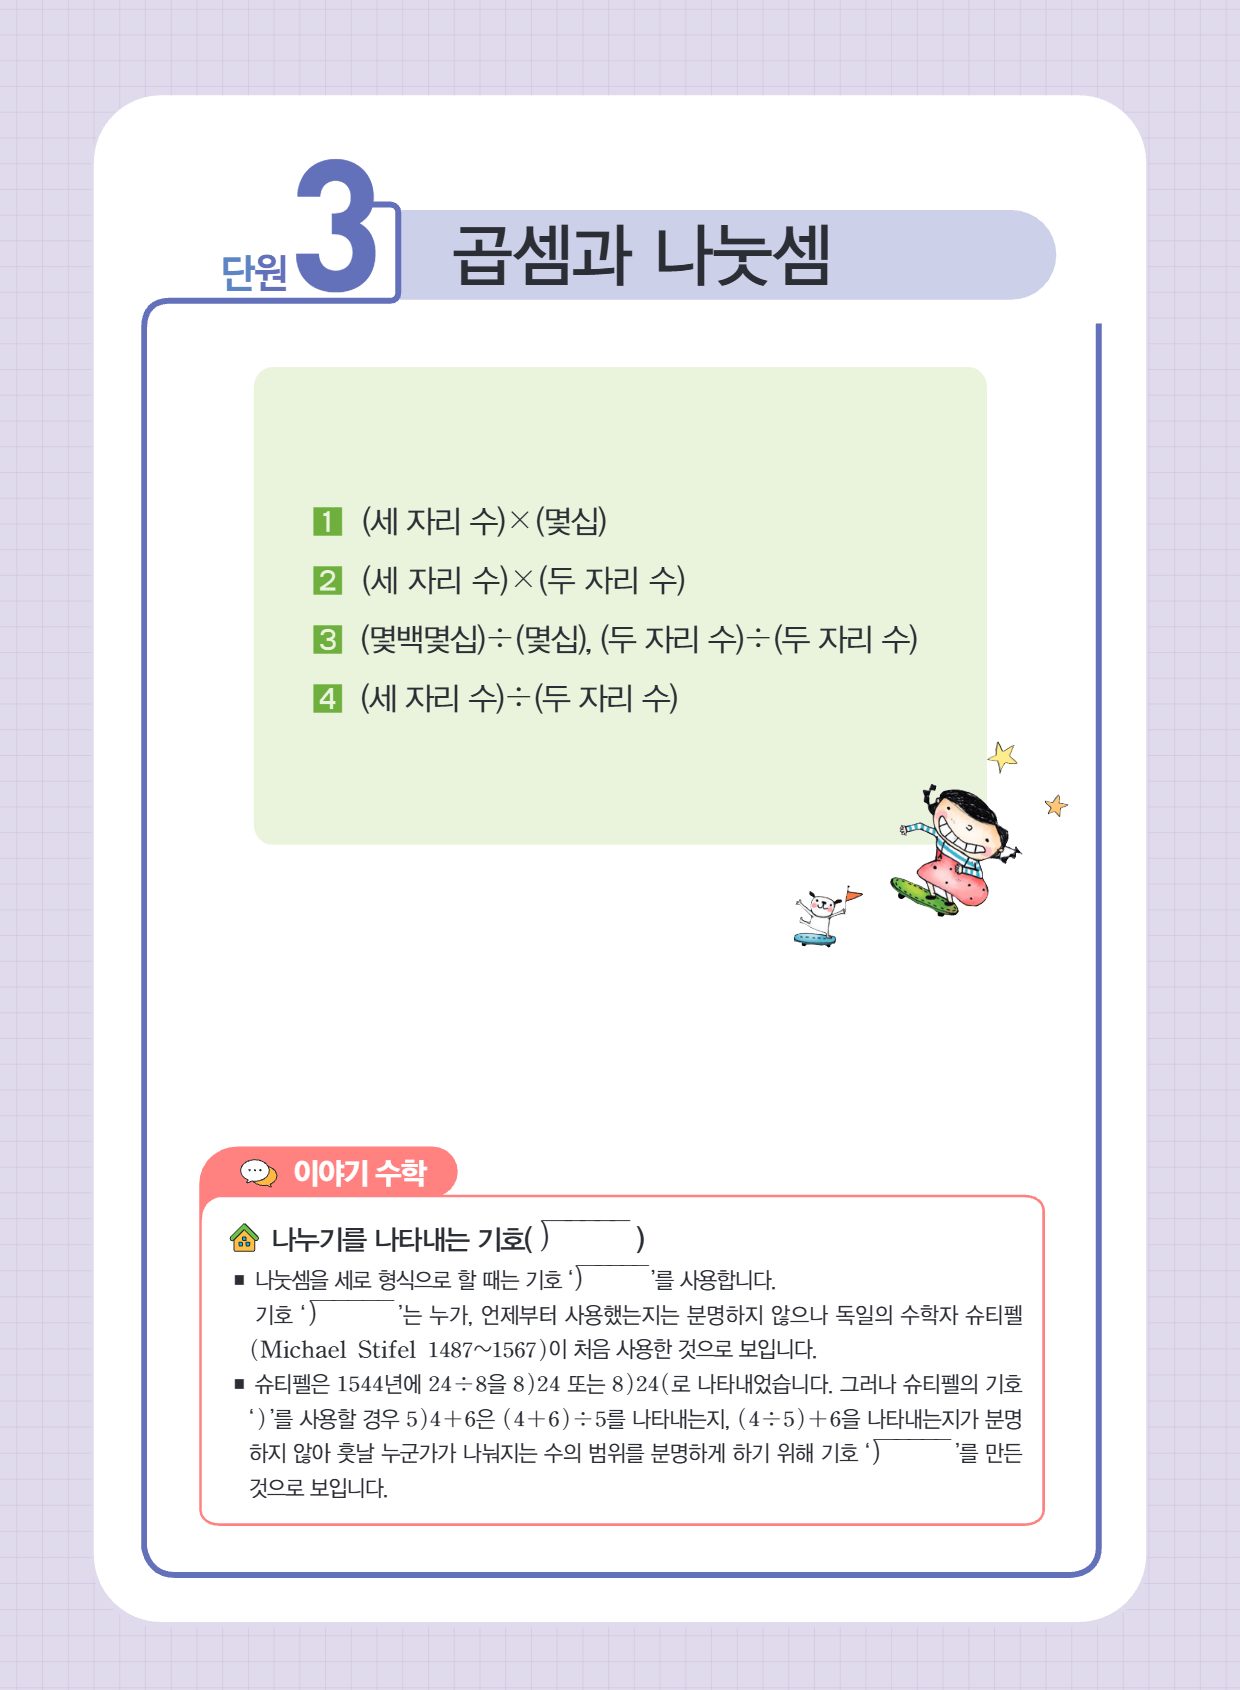 단원 3 곱셈과 나눗셈
1 (세 자리 수)×(몇십)
2 (세 자리 수)×(두 자리 수)
3 (몇백몇십)÷(몇십), (두 자리 수)÷(두 자리 수)
4 (세 자리 수)÷(두 자리 수)
이야기 수학
나누기를 나타내는 기호( )‾‾‾‾ )
■ 나눗셈을 세로 형식으로 할 때는 기호 ‘)‾‾‾‾’를 사용합니다.
기호 ‘)‾‾‾‾’는 누가, 언제부터 사용했는지는 분명하지 않으나 독일의 수학자 슈티펠
(Michael Stifel 1487~1567)이 처음 사용한 것으로 보입니다.
■ 슈티펠은 1544년에 24÷8을 8)24 또는 8)24(로 나타내었습니다. 그러나 슈티펠의 기호
‘)’를 사용할 경우 5)4+6은 (4+6)÷5를 나타내는지, (4÷5)+6을 나타내는지가 분명
하지 않아 훗날 누군가가 나눠지는 수의 범위를 분명하게 하기 위해 기호 ‘)‾‾‾‾’를 만든
것으로 보입니다.